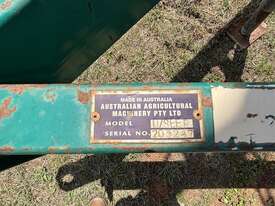 MADE IN AUSTRALIA
AUSTRALIAN AGRICULTURAL
MACHINERY PTY LTD
MODEL
SERIAL NO.